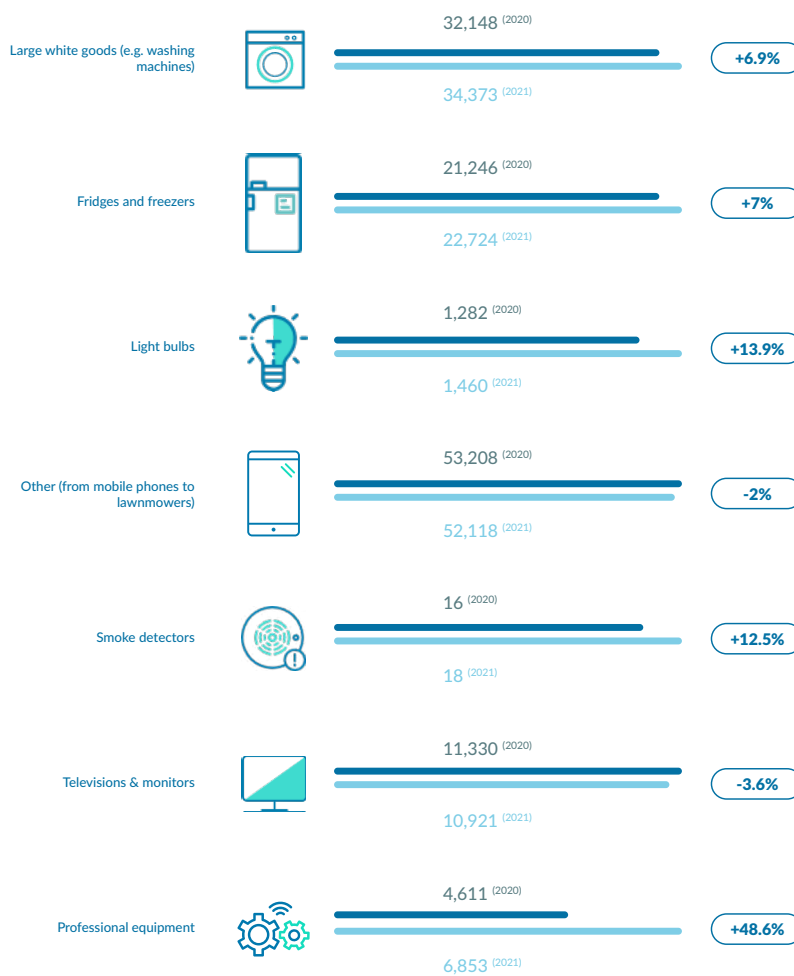 32,148 (2020)
Large white goods (e.g. washing
machines)
+6.9%
34,373 (2021)
21,246 (2020)
Fridges and freezers
+7%
22,724 (2021)
1,282 (2020)
Light bulbs
+13.9%
1,460 (2021)
53,208 (2020)
Other (from mobile phones to
lawnmowers)
-2%
52,118 (2021)
16 (2020)
Smoke detectors
+12.5%
18 (2021)
11,330 (2020)
Televisions & monitors
-3.6%
10,921 (2021)
4,611 (2020)
Professional equipment
+48.6%
6,853 (2021)